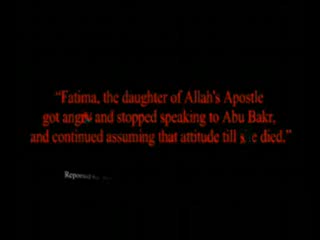 "Fatima, the daughter of Allah's Apostle
got angry and stopped speaking to Abu Bakr,
and continued assuming that attitude till she died."
Reported